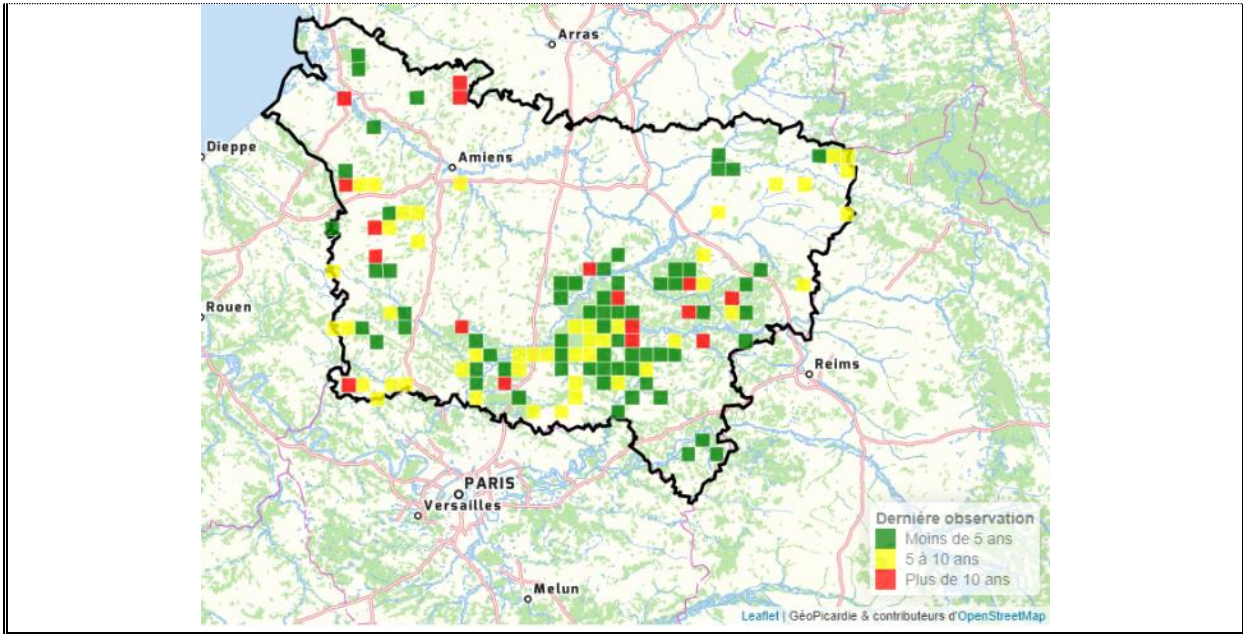 Arras
Dieppe
Amiens
Rouen
Reims
PARIS
Versailles
Dernière observation
Moins de 5 ans
5 à 10 ans
Plus de 10 ans
Melun
Leaflet | GéoPicardie & contributeurs d'OpenStreetMap